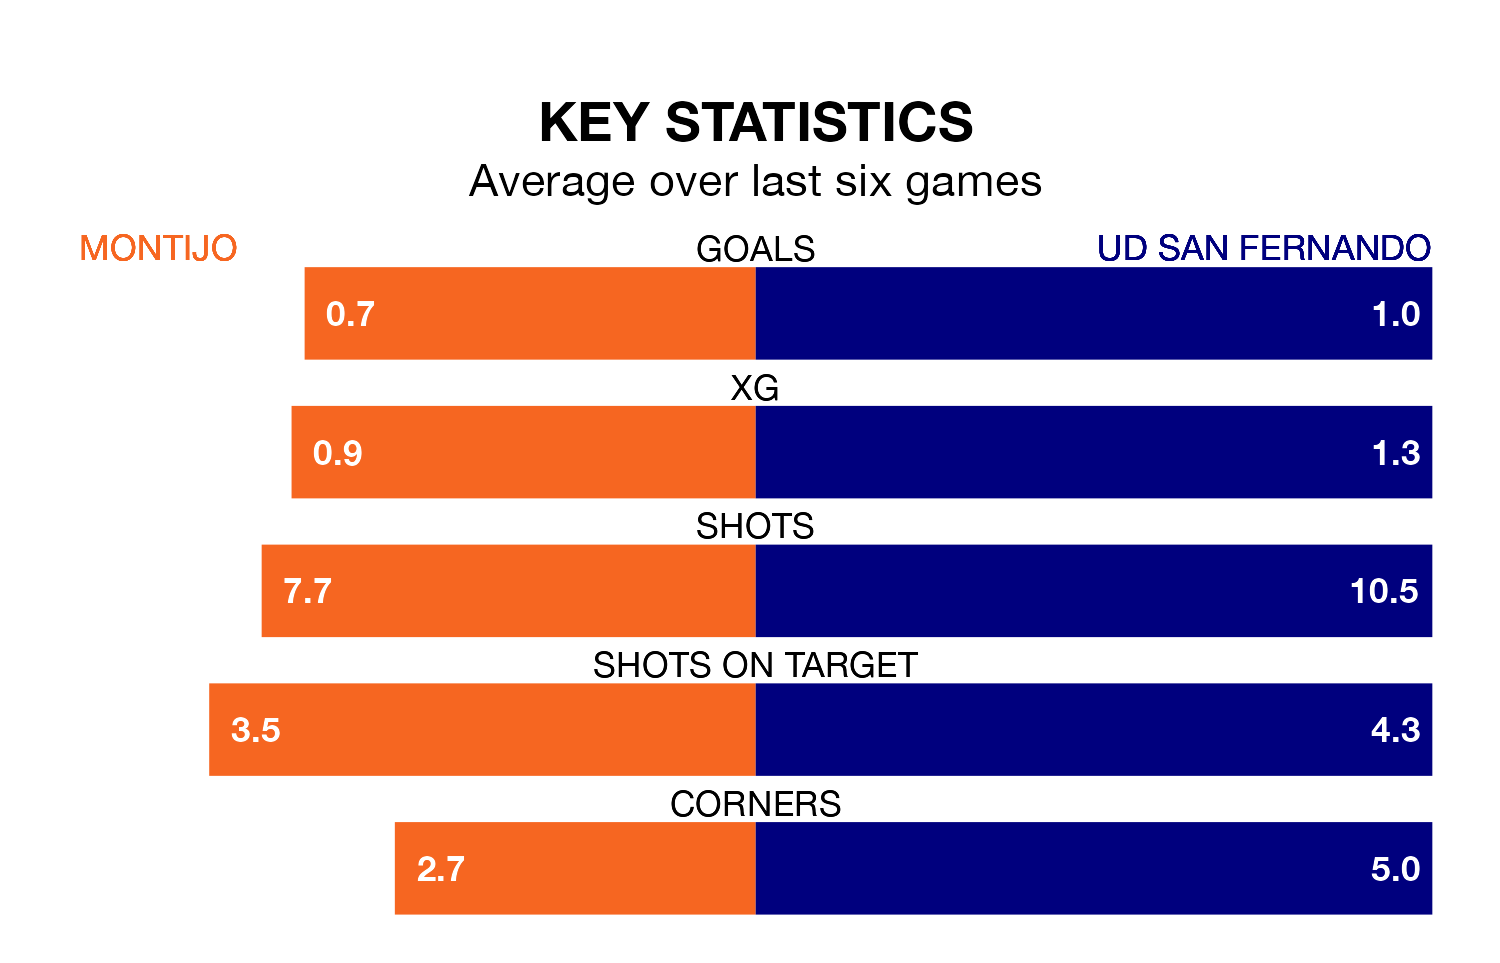 KEY STATISTICS
Average over last six games
MONTIJO GOALS UD SAN FERNANDO
0.7 1.0
XG
0.9 1.3
SHOTS
7.7 10.5
SHOTS ON TARGET
3.5 4.3
CORNERS
2.7 5.0